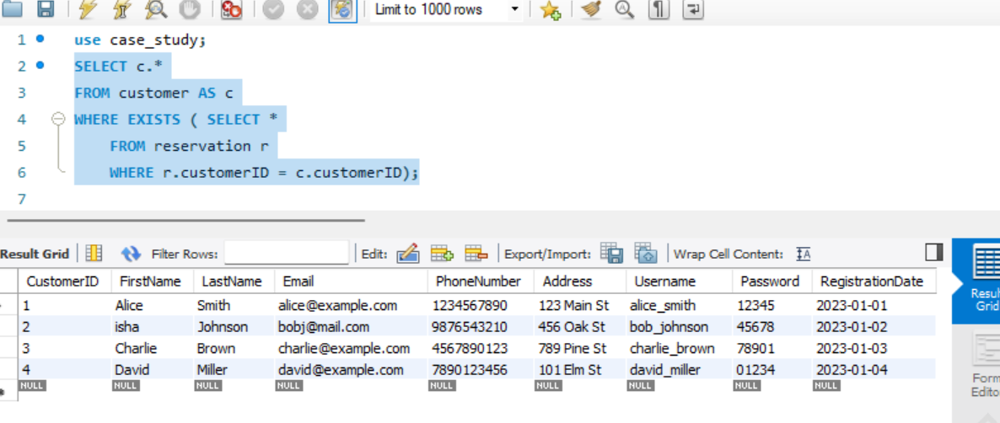 Limit to 1000 rows
1 use case_study;
2 SELECT c.*
3 FROM customer AS c
4 WHERE EXISTS ( SELECT *
5 FROM reservation r
6 WHERE r.customerID = c.customerID);
7
Result Grid Filter Rows: Edit: Export/Import: Wrap Cell Content:
CustomerID FirstName LastName Email PhoneNumber Address Username Password RegistrationDate
1 Alice Smith alice@example.com 1234567890 123 Main St alice_smith 12345 2023-01-01
2 isha Johnson bobj@mail.com 9876543210 456 Oak St bob_johnson 45678 2023-01-02
3 Charlie Brown charlie@example.com 4567890123 789 Pine St charlie_brown 78901 2023-01-03
4 David Miller david@example.com 7890123456 101 Elm St david_miller 01234 2023-01-04
NULL NULL NULL NULL NULL NULL NULL NULL NULL
Resul
Grid
Form
Edito